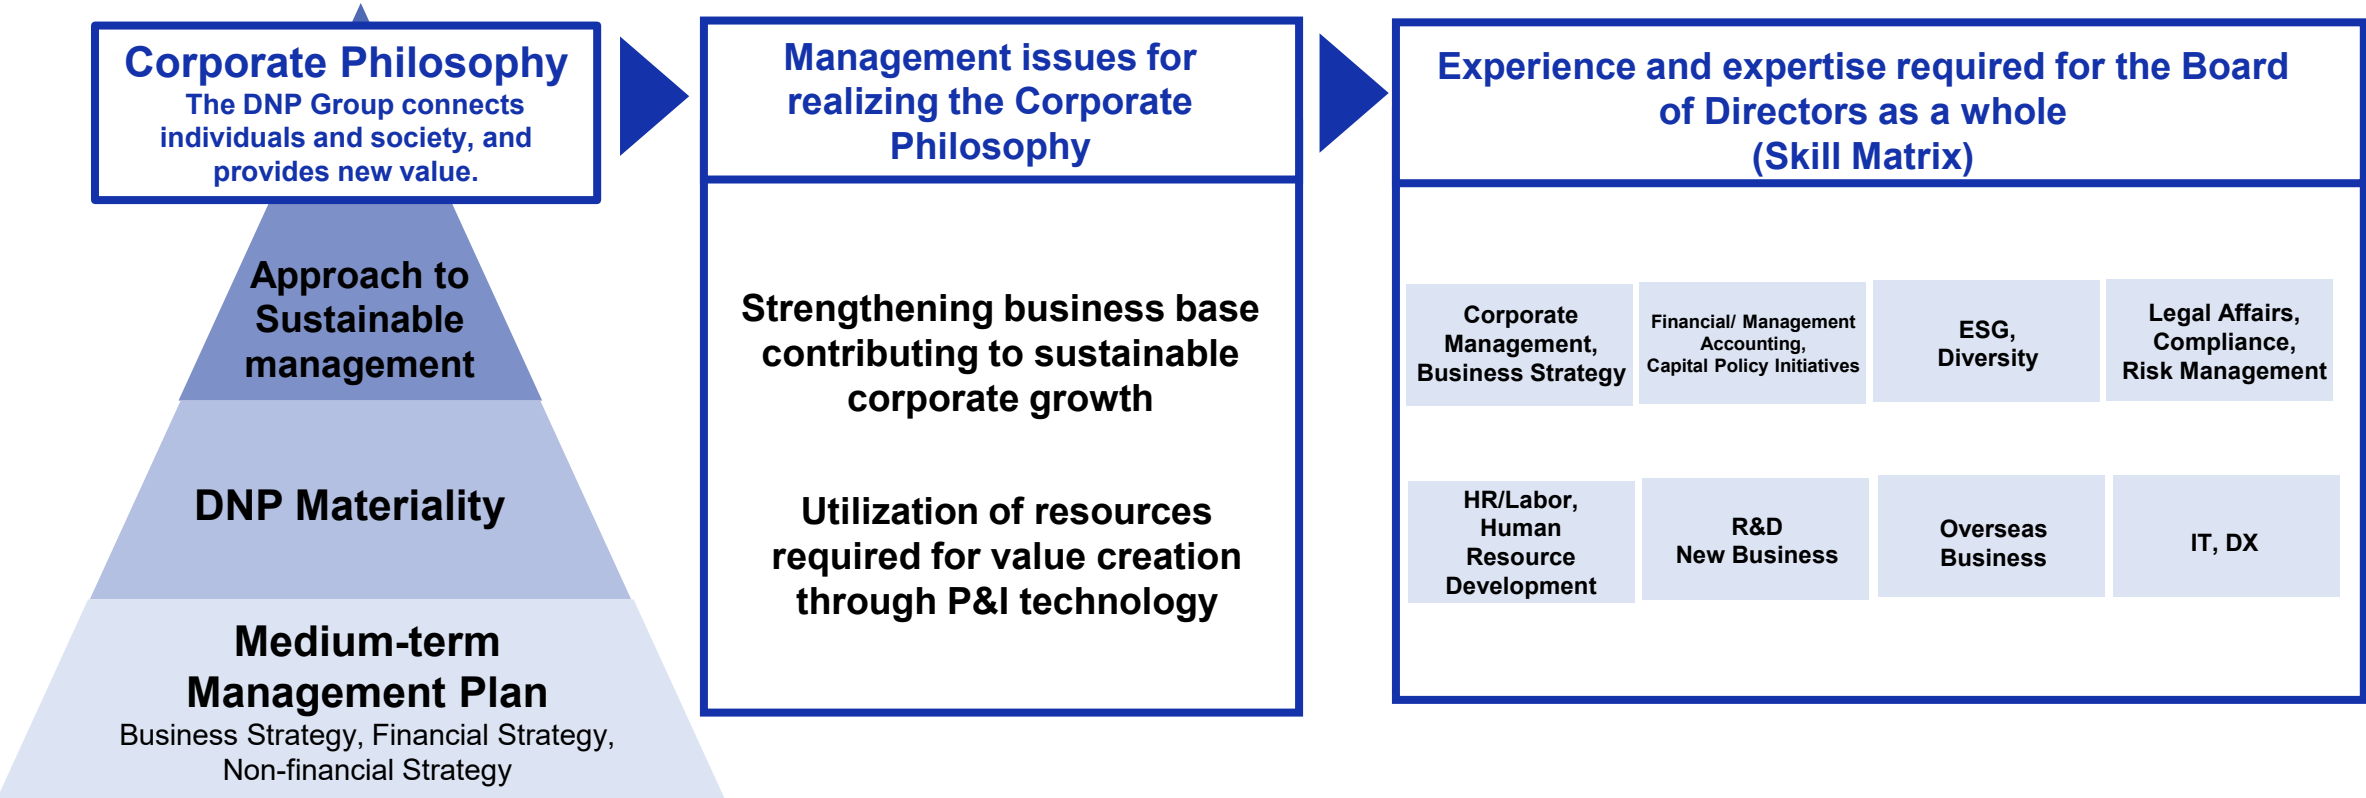 Corporate Philosophy
The DNP Group connects
individuals and society, and
provides new value.
Approach to
Sustainable
management
DNP Materiality
Medium-term
Management Plan
Business Strategy, Financial Strategy,
Non-financial Strategy
Management issues for
realizing the Corporate
Philosophy
Strengthening business base
contributing to sustainable
corporate growth
Utilization of resources
required for value creation
through P&I technology
Experience and expertise required for the Board
of Directors as a whole
(Skill Matrix)
Corporate
Management,
Business Strategy
Financial/ Management
Accounting,
Capital Policy Initiatives
ESG,
Diversity
Legal Affairs,
Compliance,
Risk Management
HR/Labor,
Human
Resource
Development
R&D
New Business
Overseas
Business
IT, DX